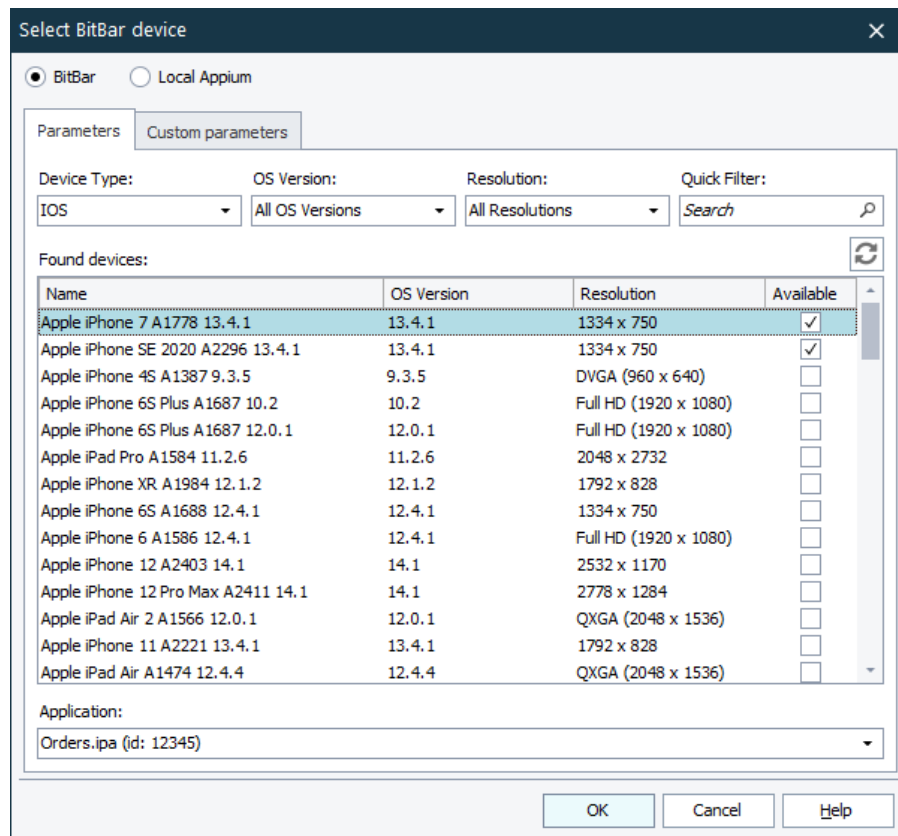 Select BitBar device
BitBar Local Appium
Parameters Custom parameters
Device Type: OS Version: Resolution: Quick Filter:
IOS All OS Versions All Resolutions Search
Found devices:
Name OS Version Resolution Available
Apple iPhone 7 A1778 13.4.1 13.4.1 1334 x 750
Apple iPhone SE 2020 A2296 13.4.1 13.4.1 1334 x 750
Apple iPhone 4S A1387 9.3.5 9.3.5 DVGA (960 x 640)
Apple iPhone 6S Plus A1687 10.2 10.2 Full HD (1920 x 1080)
Apple iPhone 6S Plus A1687 12.0.1 12.0.1 Full HD (1920 x 1080)
Apple iPad Pro A1584 11.2.6 11.2.6 2048 x 2732
Apple iPhone XR A1984 12.1.2 12.1.2 1792 x 828
Apple iPhone 6S A1688 12.4.1 12.4.1 1334 x 750
Apple iPhone 6 A1586 12.4.1 12.4.1 Full HD (1920 x 1080)
Apple iPhone 12 A2403 14.1 14.1 2532 x 1170
Apple iPhone 12 Pro Max A2411 14.1 14.1 2778 x 1284
Apple iPad Air 2 A1566 12.0.1 12.0.1 QXGA (2048 x 1536)
Apple iPhone 11 A2221 13.4.1 13.4.1 1792 x 828
Apple iPad Air A1474 12.4.4 12.4.4 QXGA (2048 x 1536)
Application:
Orders.ipa (id: 12345)
OK Cancel Help